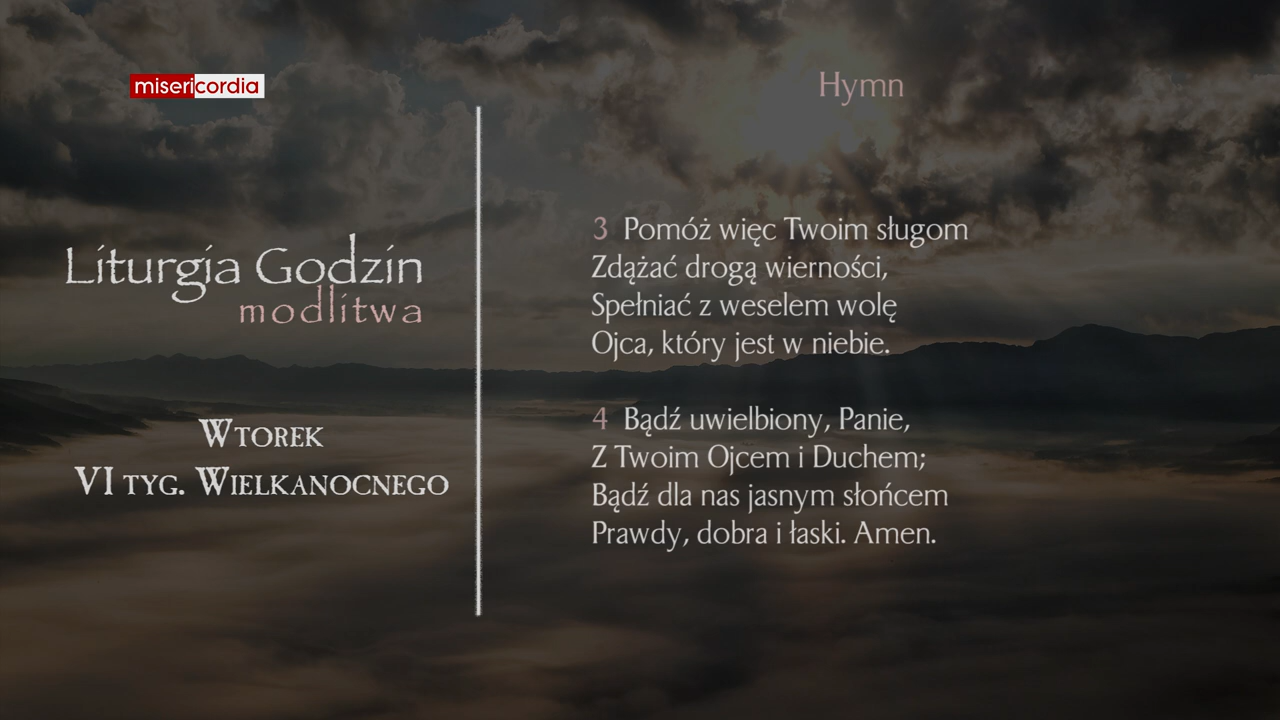 misericordia
Liturgia Godzin
modlitwa
Wtorek
VI tyg. Wielkanocnego
Hymn
3 Pomóż więc Twoim sługom
Zdążać drogą wierności,
Spełniać z weselem wolę
Ojca, który jest w niebie.
4 Bądź uwielbiony, Panie,
Z Twoim Ojcem i Duchem;
Bądź dla nas jasnym słońcem
Prawdy, dobra i łaski. Amen.